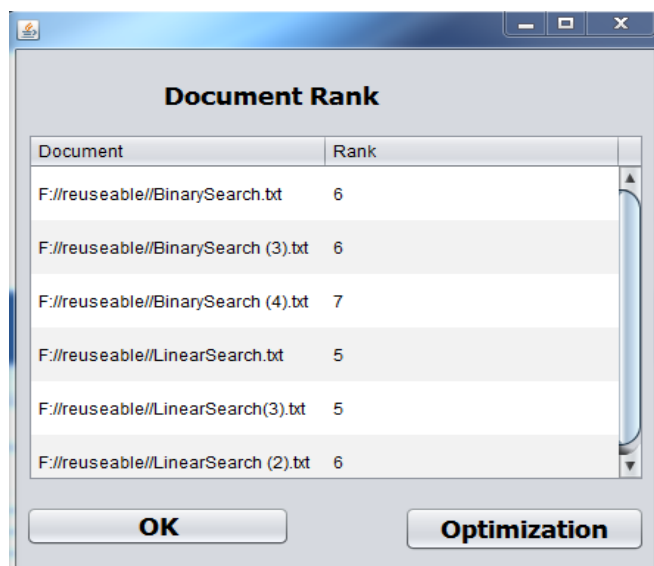 Document Rank
Document Rank
F://reuseable//BinarySearch.txt 6
F://reuseable//BinarySearch (3).txt 6
F://reuseable//BinarySearch (4).txt 7
F://reuseable//LinearSearch.txt 5
F://reuseable//LinearSearch(3).txt 5
F://reuseable//LinearSearch (2).txt 6
OK Optimization